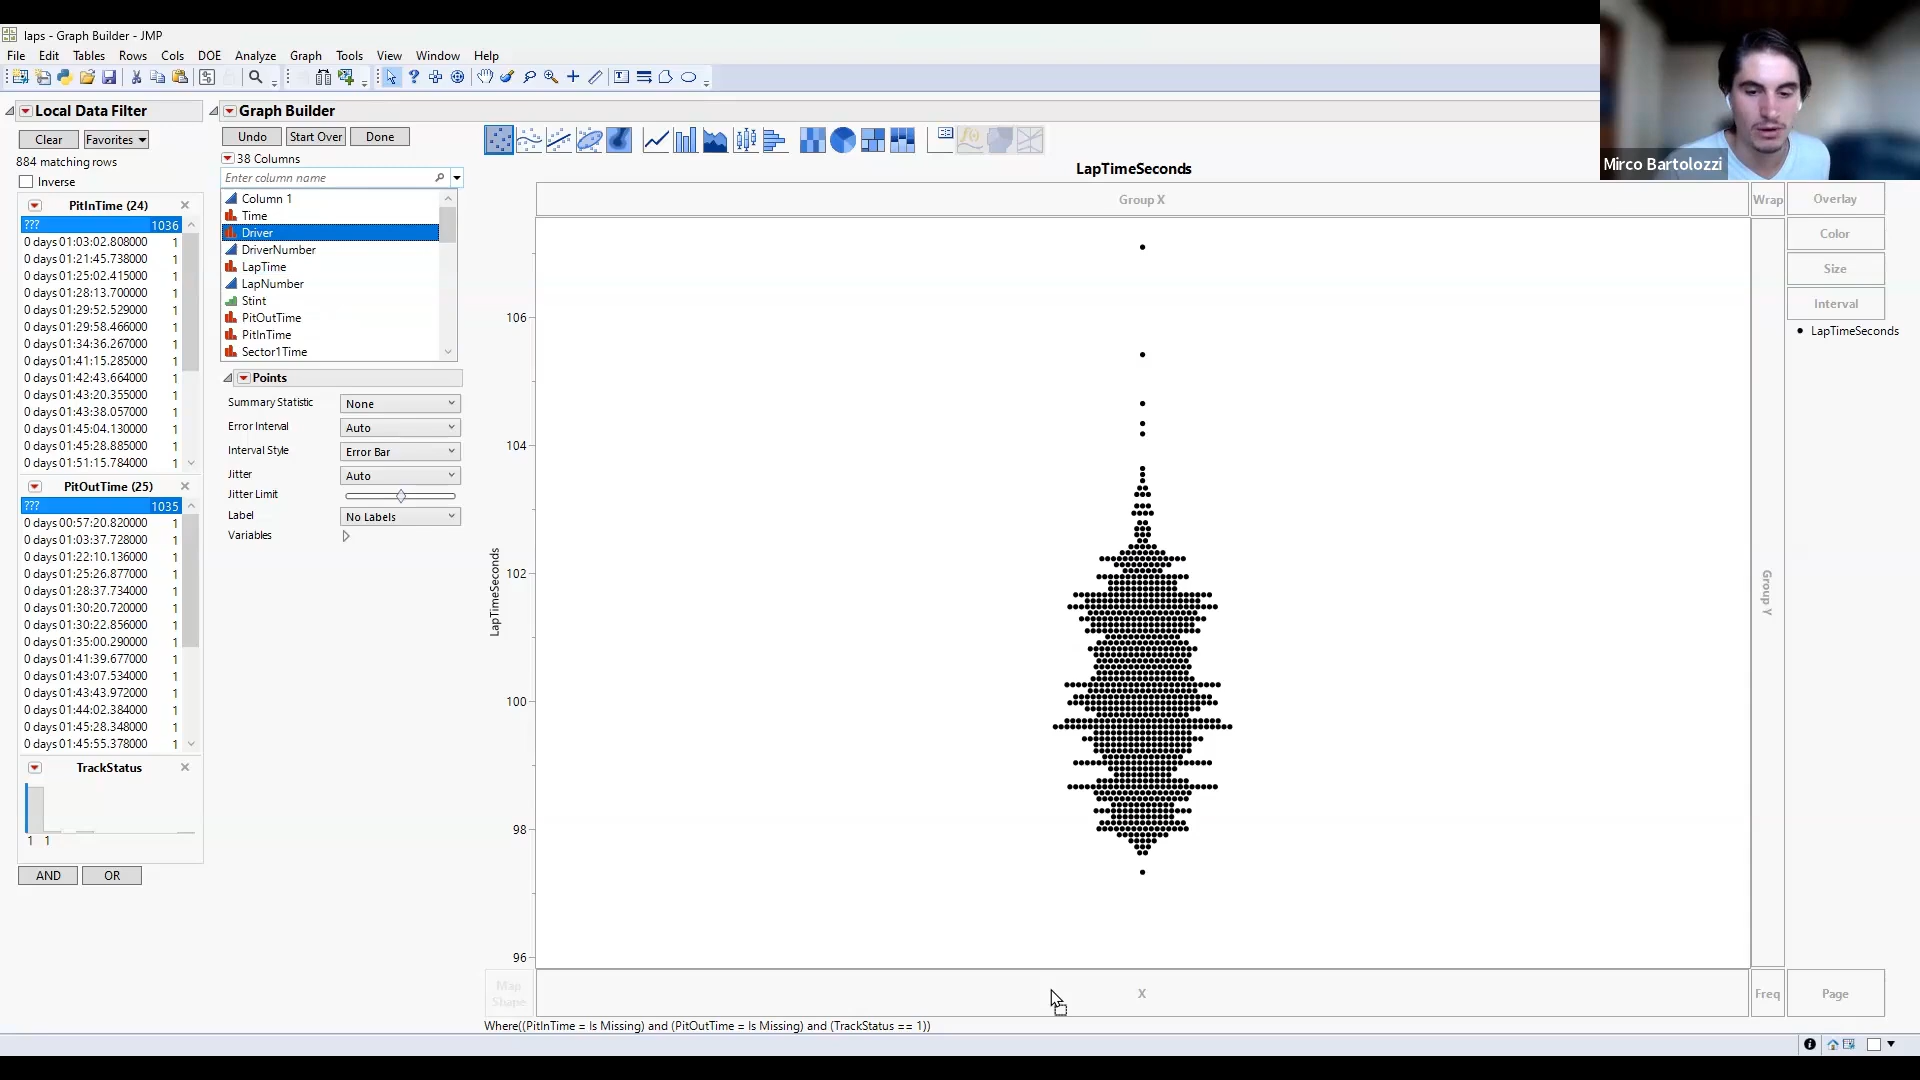 laps - Graph Builder - JMP
File Edit Tables Rows Cols DOE Analyze Graph Tools View Window Help
Local Data Filter
Clear Favorites
884 matching rows
Inverse
PitInTime (24)
??? 1036
0 days 01:03:02.808000 1
0 days 01:21:45.738000 1
0 days 01:25:02.415000 1
0 days 01:28:13.700000 1
0 days 01:29:52.529000 1
0 days 01:29:58.466000 1
0 days 01:34:36.267000 1
0 days 01:41:15.285000 1
0 days 01:42:43.664000 1
0 days 01:43:20.355000 1
0 days 01:43:38.057000 1
0 days 01:45:04.130000 1
0 days 01:45:28.885000 1
0 days 01:51:15.784000 1
PitOutTime (25)
??? 1035
0 days 00:57:20.820000 1
0 days 01:03:37.728000 1
0 days 01:22:10.136000 1
0 days 01:25:26.877000 1
0 days 01:28:37.734000 1
0 days 01:30:20.720000 1
0 days 01:30:22.856000 1
0 days 01:35:00.290000 1
0 days 01:41:39.677000 1
0 days 01:43:07.534000 1
0 days 01:43:43.972000 1
0 days 01:44:02.384000 1
0 days 01:45:28.348000 1
0 days 01:45:55.378000 1
TrackStatus
1 1
AND OR
Graph Builder
Undo Start Over Done
38 Columns
Enter column name
Column 1
Time
Driver
DriverNumber
LapTime
LapNumber
Stint
PitOutTime
PitInTime
Sector1Time
Points
Summary Statistic None
Error Interval Auto
Interval Style Error Bar
Jitter Auto
Jitter Limit
Label No Labels
Variables
LapTimeSeconds
Group X
Wrap
Overlay
Color
Size
Interval
LapTimeSeconds
106
104
102
100
98
96
LapTimeSeconds
Group Y
Map
Shape
X
Freq
Page
Where((PitInTime = Is Missing) and (PitOutTime = Is Missing) and (TrackStatus == 1))
Mirco Bartolozzi